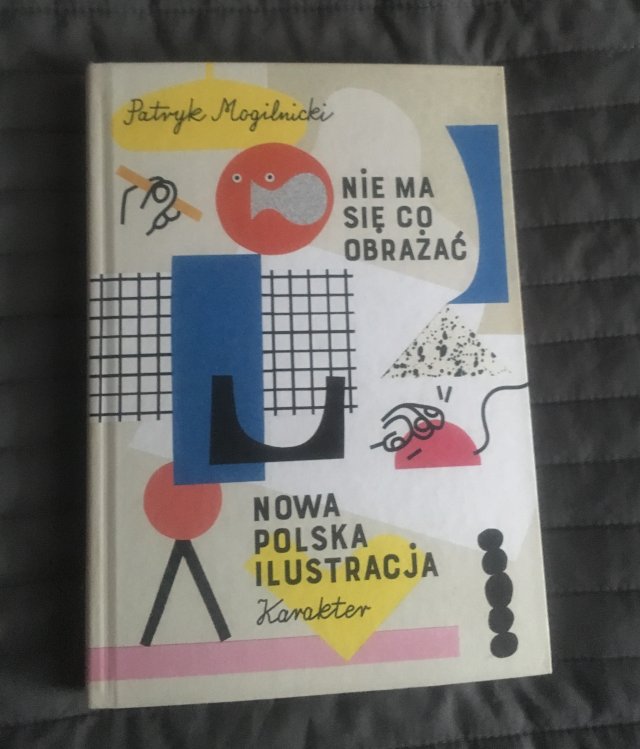 Patryk Mogilnicki
NIE MA
SIĘ CO
OBRAŻAĆ
NOWA
POLSKA
ILUSTRACJA
Karakter